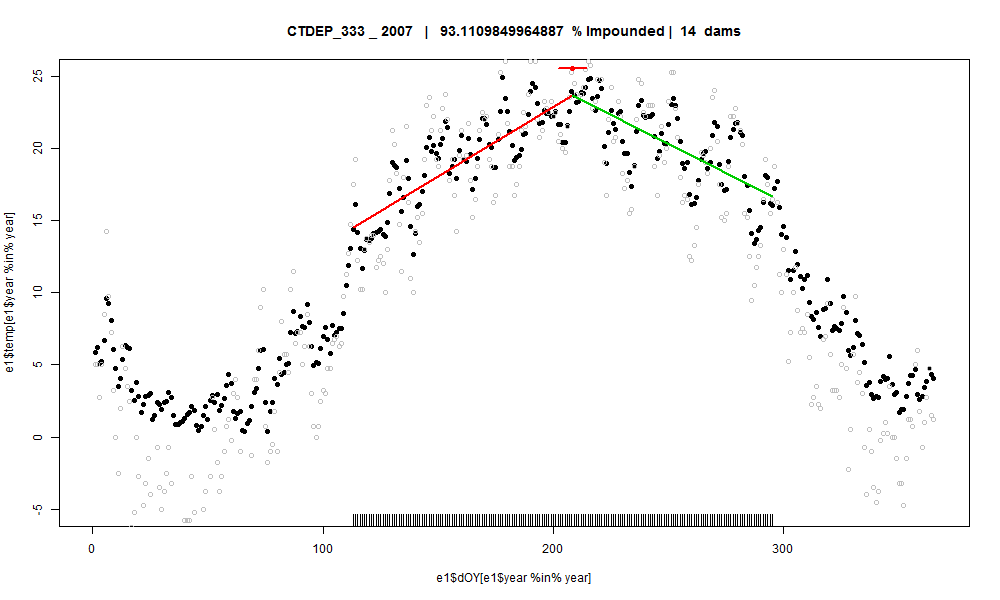 CTDEP_333 _ 2007 | 93.1109849964887 % Impounded | 14 dams
e1$temp[e1$year %in% year]
25
20
15
10
5
0
-5
0 100 200 300
e1$dOY[e1$year %in% year]